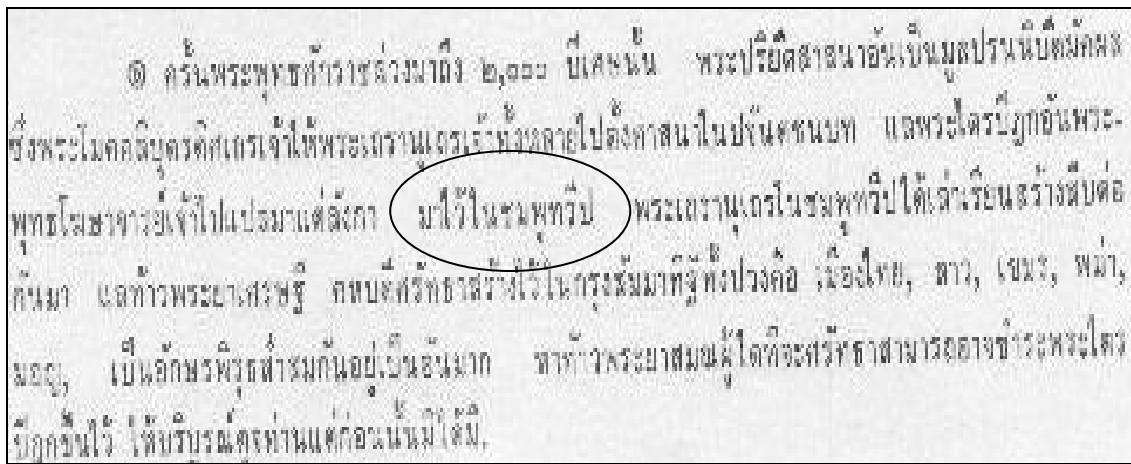 ๏ ครั้นพระพุทธศักราชล่วงมาถึง ๒,๓๐๐ ปีเศษนั้น พระปริยัติสาสนาอันเป็นมูลปรนนิบัติมัคผล
ซึ่งพระโมคคลีบุตรดิศเถรเจ้าให้พระเถรานุเถรเจ้าทั้งหลายไปตั้งศาสนาในปจันตชนบท แลพระไตรปิฎกอันพระ-
พุทธโฆษาจารย์เจ้าไปแปลมาแต่ลังกา มาไว้ในชมพูทวีป พระเถรานุเถรในชมพูทวีปได้เล่าเรียนสร้างสืบต่อ
กันมา แลท้าวพระยาเศรษฐี คหบดีศรัทธาสร้างไว้ในกรุงสัมมาทิฐิทั้งปวงคือ เมืองไทย, ลาว, เขมร, พม่า,
มอญ, เป็นอักษรพิรุธส่ำรมกันอยู่เป็นอันมาก หาท้าวพระยาสมณผู้ใดที่จะศรัทธาสามารถอาจชำระพระไตร
ปิฎกขึ้นไว้ ให้บริบูรณ์ดุจท่านแต่ก่อนนั้นมิได้มี.